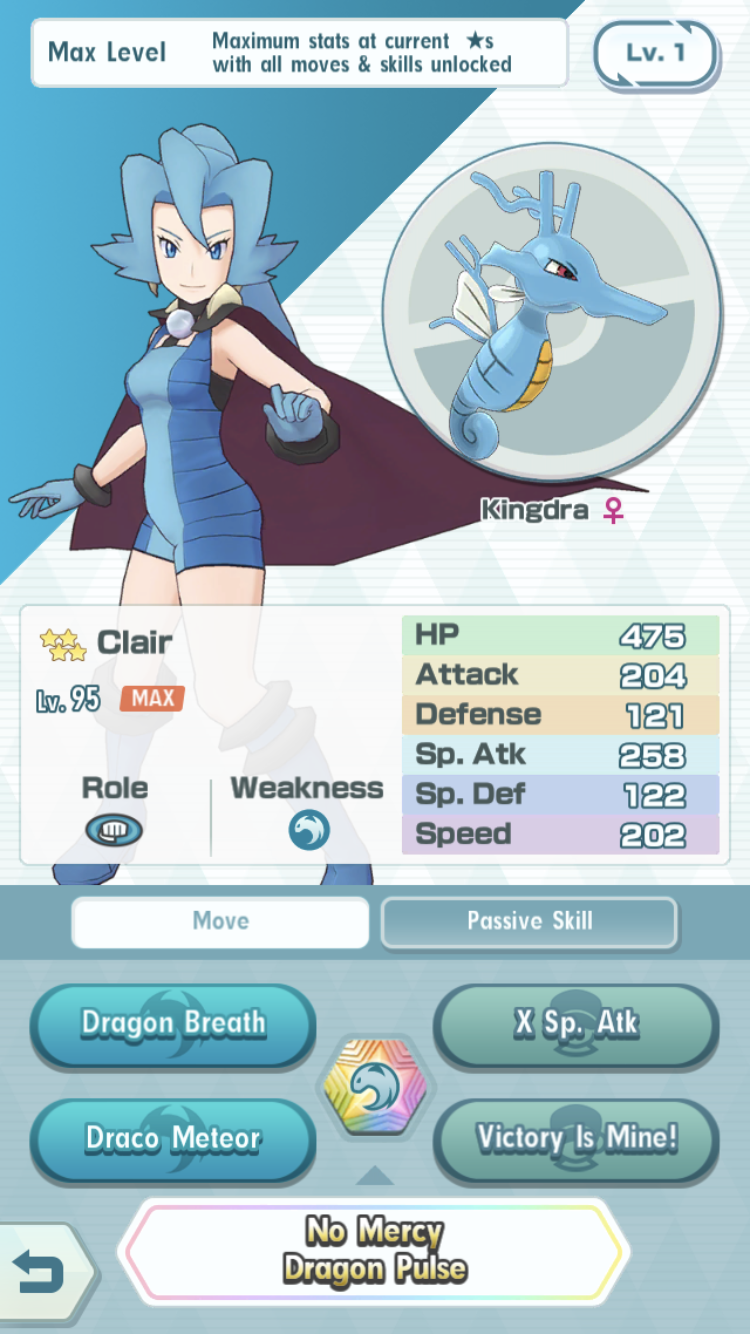 Max Level
Maximum stats at current ★s
with all moves & skills unlocked
Lv. 1
Kingdra ♀
Clair
Lv. 95 MAX
Role
Weakness
HP 475
Attack 204
Defense 121
Sp. Atk 258
Sp. Def 122
Speed 202
Move
Passive Skill
Dragon Breath
X Sp. Atk
Draco Meteor
Victory Is Mine!
No Mercy
Dragon Pulse